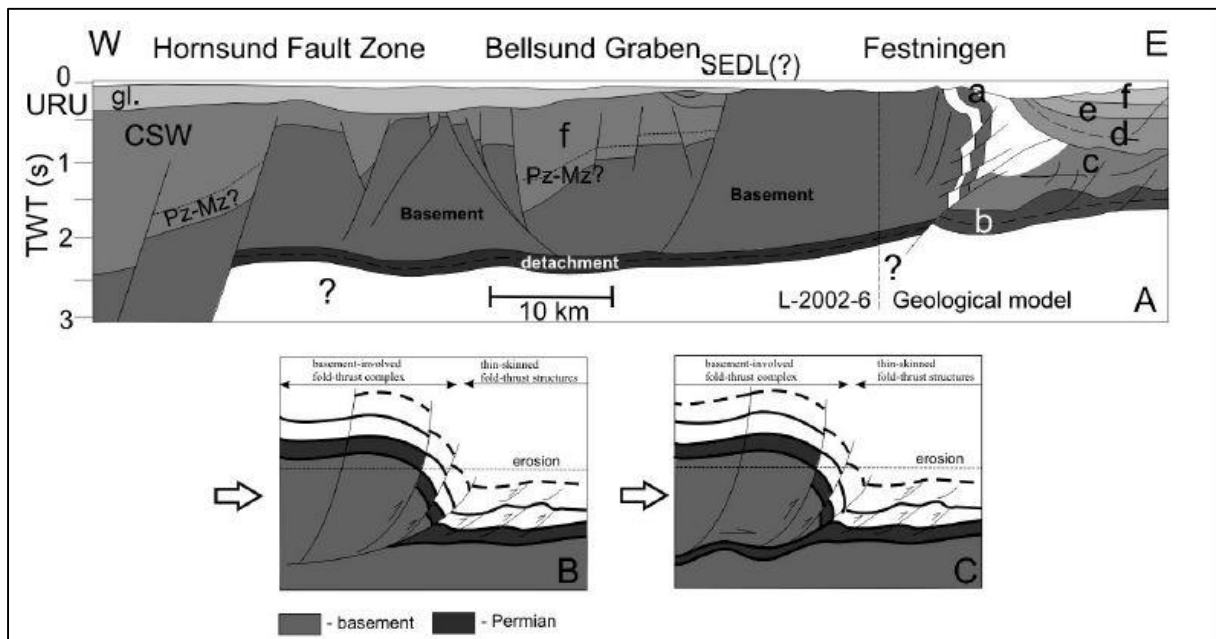 W Hornsund Fault Zone Bellsund Graben Festningen E
SEDL(?)
0
URU
gl.
CSW
1
TWT (s)
2
3
Pz-Mz?
Basement
f
Pz-Mz?
Basement
a
f
e
d
c
b
detachment
?
?
10 km
L-2002-6 Geological model
A
basement-involved
fold-thrust complex
thin-skinned
fold-thrust structures
erosion
B
basement-involved
fold-thrust complex
thin-skinned
fold-thrust structures
erosion
C
- basement - Permian